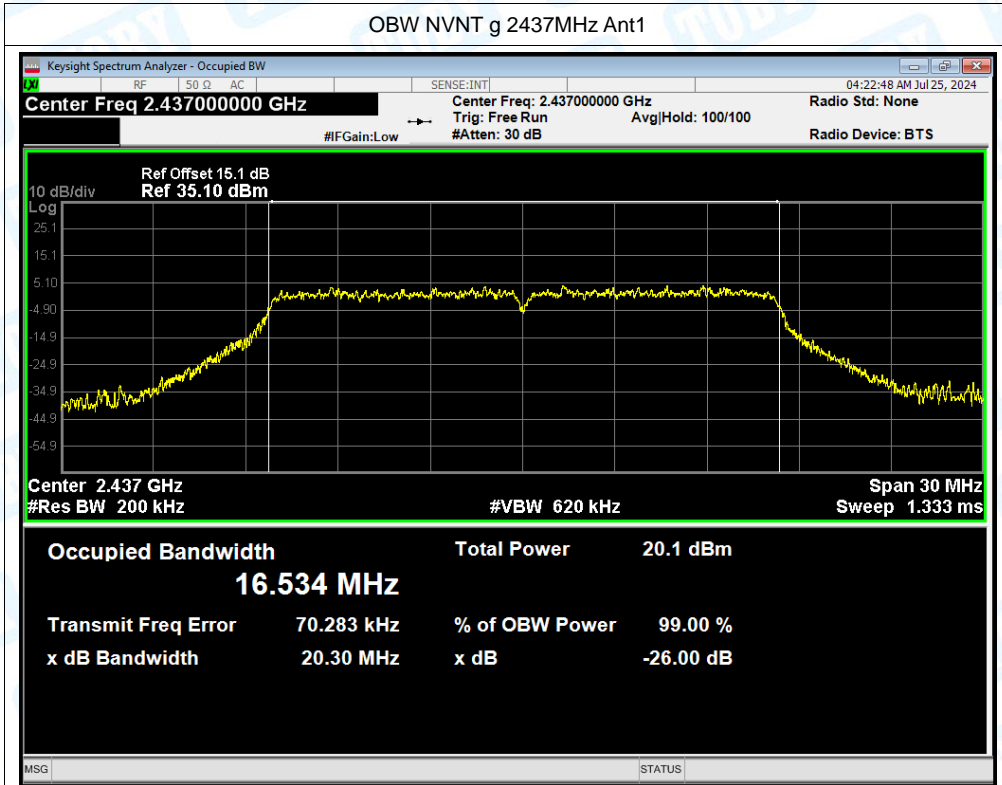 OBW NVNT g 2437MHz Ant1
Keysight Spectrum Analyzer - Occupied BW
LXI RF 50 Ω AC SENSE:INT 04:22:48 AM Jul 25, 2024
Center Freq 2.437000000 GHz Center Freq: 2.437000000 GHz Radio Std: None
Trig: Free Run Avg|Hold: 100/100
#IFGain:Low #Atten: 30 dB Radio Device: BTS
Ref Offset 15.1 dB
10 dB/div Ref 35.10 dBm
Log
25.1
15.1
5.10
-4.90
-14.9
-24.9
-34.9
-44.9
-54.9
Center 2.437 GHz Span 30 MHz
#Res BW 200 kHz #VBW 620 kHz Sweep 1.333 ms
Occupied Bandwidth Total Power 20.1 dBm
16.534 MHz
Transmit Freq Error 70.283 kHz % of OBW Power 99.00 %
x dB Bandwidth 20.30 MHz x dB -26.00 dB
MSG STATUS